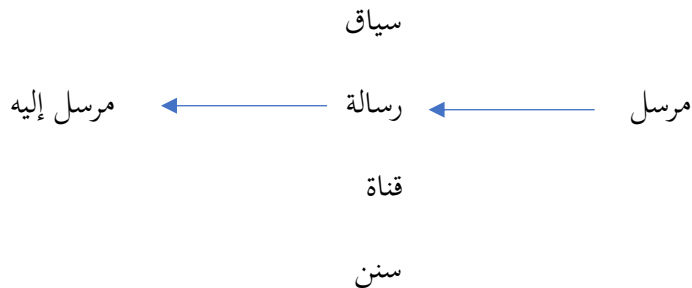 سياق
مرسل رسالة مرسل إليه
قناة
سنن